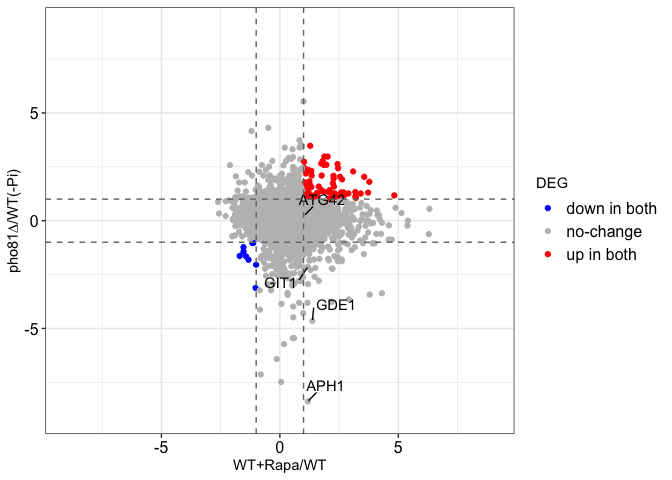 5
0
-5
-5
0
5
pho81Δ/WT(-Pi)
WT+Rapa/WT
ATG42
GIT1
GDE1
APH1
DEG
down in both
no-change
up in both